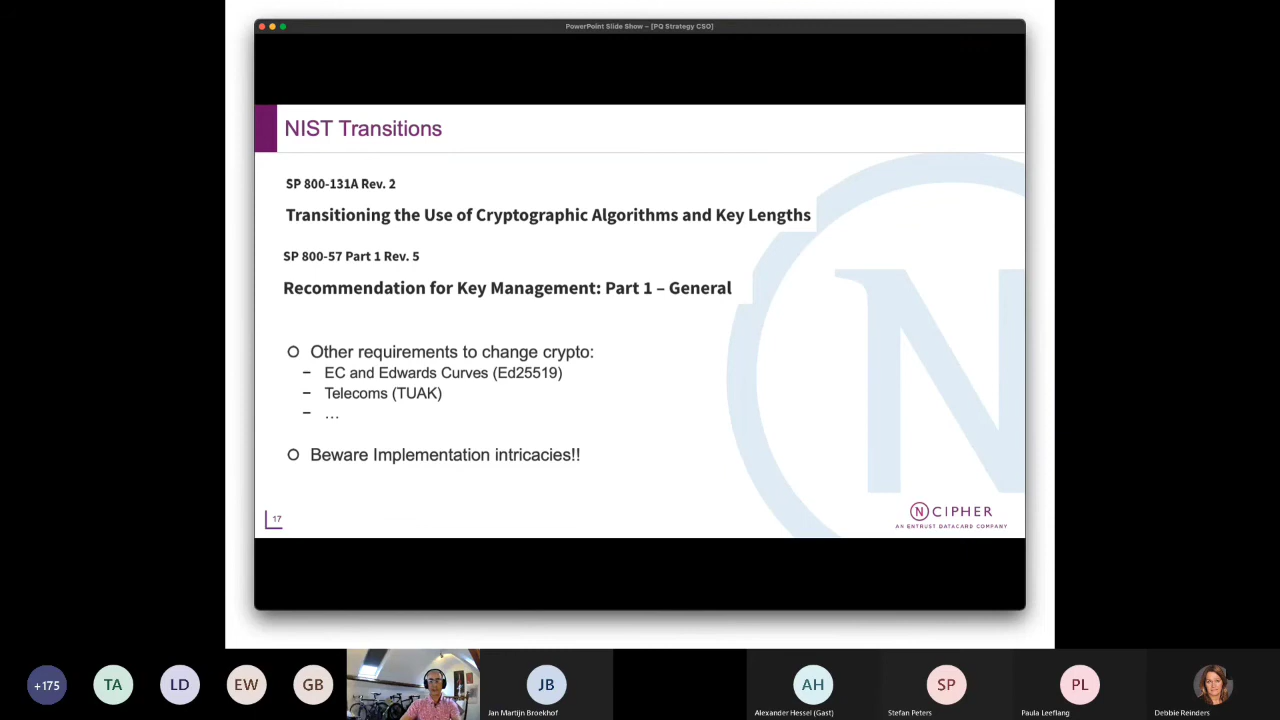 PowerPoint Slide Show – [PQ Strategy CSO]
NIST Transitions
SP 800-131A Rev. 2
Transitioning the Use of Cryptographic Algorithms and Key Lengths
SP 800-57 Part 1 Rev. 5
Recommendation for Key Management: Part 1 – General
Other requirements to change crypto:
– EC and Edwards Curves (Ed25519)
– Telecoms (TUAK)
– …
Beware Implementation intricacies!!
17
N CIPHER
AN ENTRUST DATACARD COMPANY
+175
TA
LD
EW
GB
JB
Jan Martijn Broekhof
AH
Alexander Hessel (Gast)
SP
Stefan Peters
PL
Paula Leeflang
Debbie Reinders